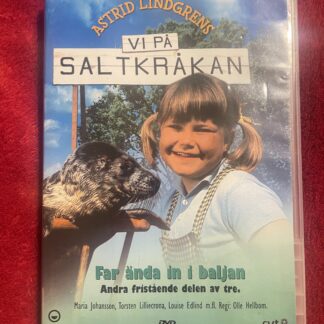 ASTRID LINDGRENS
VI PÅ
SALTKRÅKAN
Far ända in i baljan
Andra fristående delen av tre.
Maria Johansson, Torsten Lilliecrona, Louise Edlind m.fl. Regi: Olle Hellbom.
DVD
svt